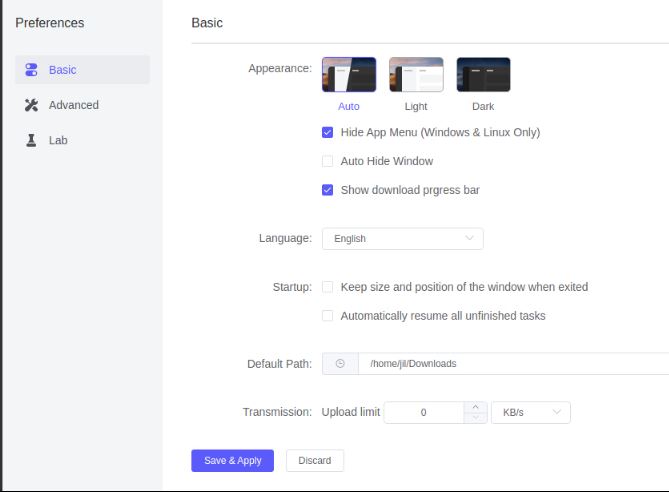 Preferences
Basic
Advanced
Lab
Basic
Appearance:
Auto Light Dark
Hide App Menu (Windows & Linux Only)
Auto Hide Window
Show download prgress bar
Language: English
Startup: Keep size and position of the window when exited
Automatically resume all unfinished tasks
Default Path: /home/jil/Downloads
Transmission: Upload limit 0 KB/s
Save & Apply Discard